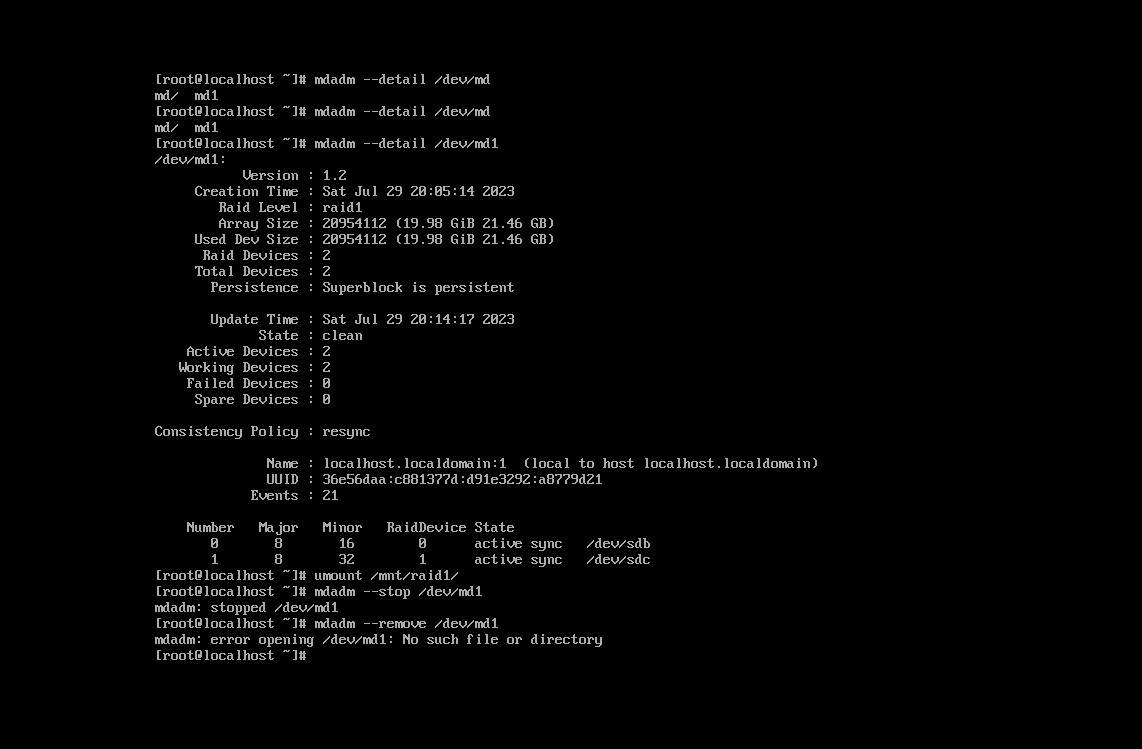 [root@localhost ~]# mdadm --detail /dev/md
md/  md1
[root@localhost ~]# mdadm --detail /dev/md
md/  md1
[root@localhost ~]# mdadm --detail /dev/md1
/dev/md1:
           Version : 1.2
     Creation Time : Sat Jul 29 20:05:14 2023
        Raid Level : raid1
        Array Size : 20954112 (19.98 GiB 21.46 GB)
     Used Dev Size : 20954112 (19.98 GiB 21.46 GB)
      Raid Devices : 2
     Total Devices : 2
       Persistence : Superblock is persistent

       Update Time : Sat Jul 29 20:14:17 2023
             State : clean
    Active Devices : 2
   Working Devices : 2
    Failed Devices : 0
     Spare Devices : 0

Consistency Policy : resync

              Name : localhost.localdomain:1  (local to host localhost.localdomain)
              UUID : 36e56daa:c881377d:d91e3292:a8779d21
            Events : 21

    Number   Major   Minor   RaidDevice State
       0       8       16        0      active sync   /dev/sdb
       1       8       32        1      active sync   /dev/sdc
[root@localhost ~]# umount /mnt/raid1/
[root@localhost ~]# mdadm --stop /dev/md1
mdadm: stopped /dev/md1
[root@localhost ~]# mdadm --remove /dev/md1
mdadm: error opening /dev/md1: No such file or directory
[root@localhost ~]#